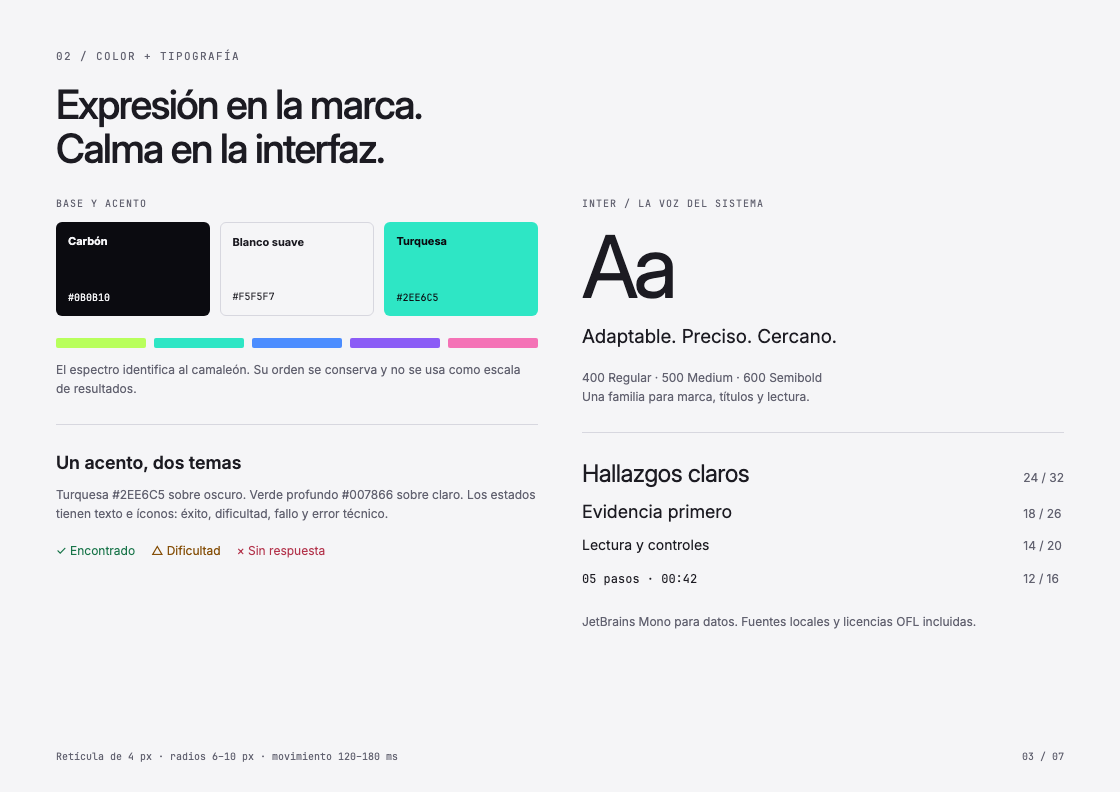 02 / COLOR + TIPOGRAFÍA
Expresión en la marca.
Calma en la interfaz.
BASE Y ACENTO
Carbón
#0B0B10
Blanco suave
#F5F5F7
Turquesa
#2EE6C5
El espectro identifica al camaleón. Su orden se conserva y no se usa como escala
de resultados.
Un acento, dos temas
Turquesa #2EE6C5 sobre oscuro. Verde profundo #007866 sobre claro. Los estados
tienen texto e íconos: éxito, dificultad, fallo y error técnico.
✓ Encontrado △ Dificultad × Sin respuesta
INTER / LA VOZ DEL SISTEMA
Aa
Adaptable. Preciso. Cercano.
400 Regular · 500 Medium · 600 Semibold
Una familia para marca, títulos y lectura.
Hallazgos claros 24 / 32
Evidencia primero 18 / 26
Lectura y controles 14 / 20
05 pasos · 00:42 12 / 16
JetBrains Mono para datos. Fuentes locales y licencias OFL incluidas.
Retícula de 4 px · radios 6–10 px · movimiento 120–180 ms
03 / 07